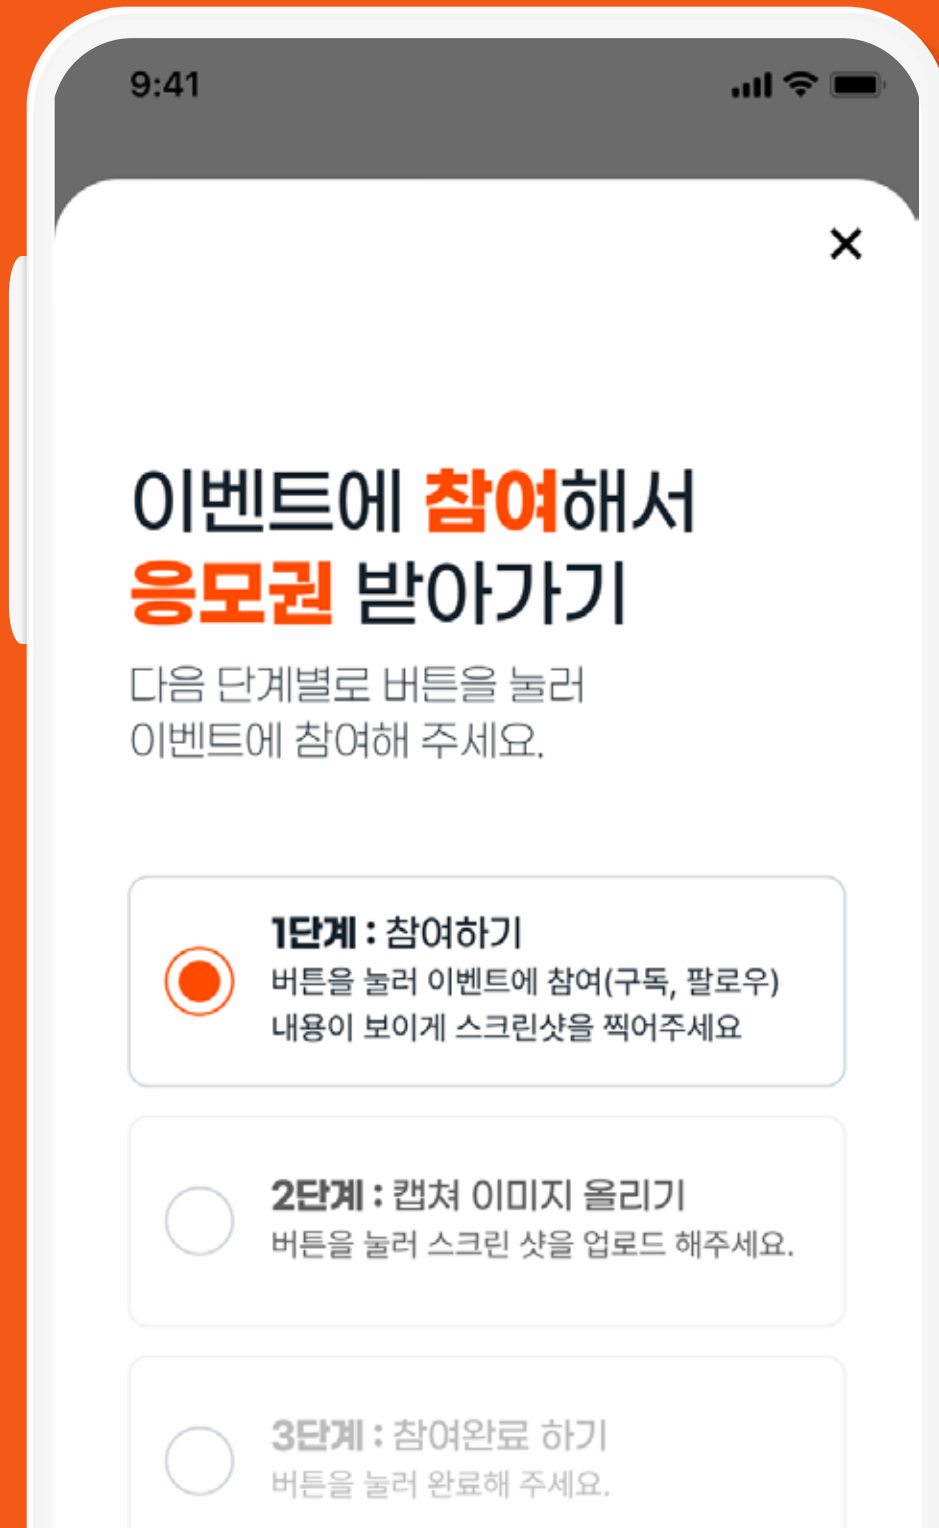 9:41
이벤트에 참여해서
응모권 받아가기
다음 단계별로 버튼을 눌러
이벤트에 참여해 주세요.
1단계 : 참여하기
버튼을 눌러 이벤트에 참여(구독, 팔로우)
내용이 보이게 스크린샷을 찍어주세요
2단계 : 캡쳐 이미지 올리기
버튼을 눌러 스크린 샷을 업로드 해주세요.
3단계 : 참여완료 하기
버튼을 눌러 완료해 주세요.